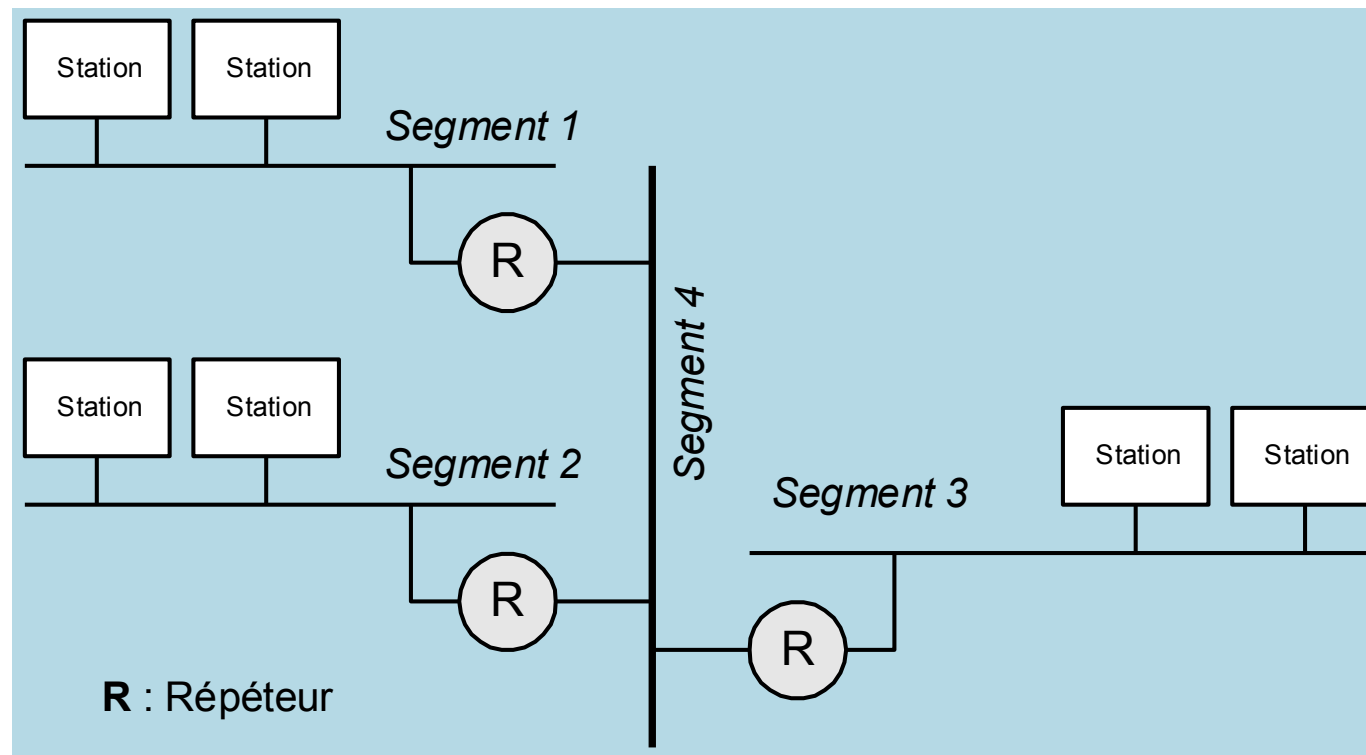 Station
Station
Segment 1
R
Segment 4
Station
Station
Segment 2
R
Station
Station
Segment 3
R
R : Répéteur